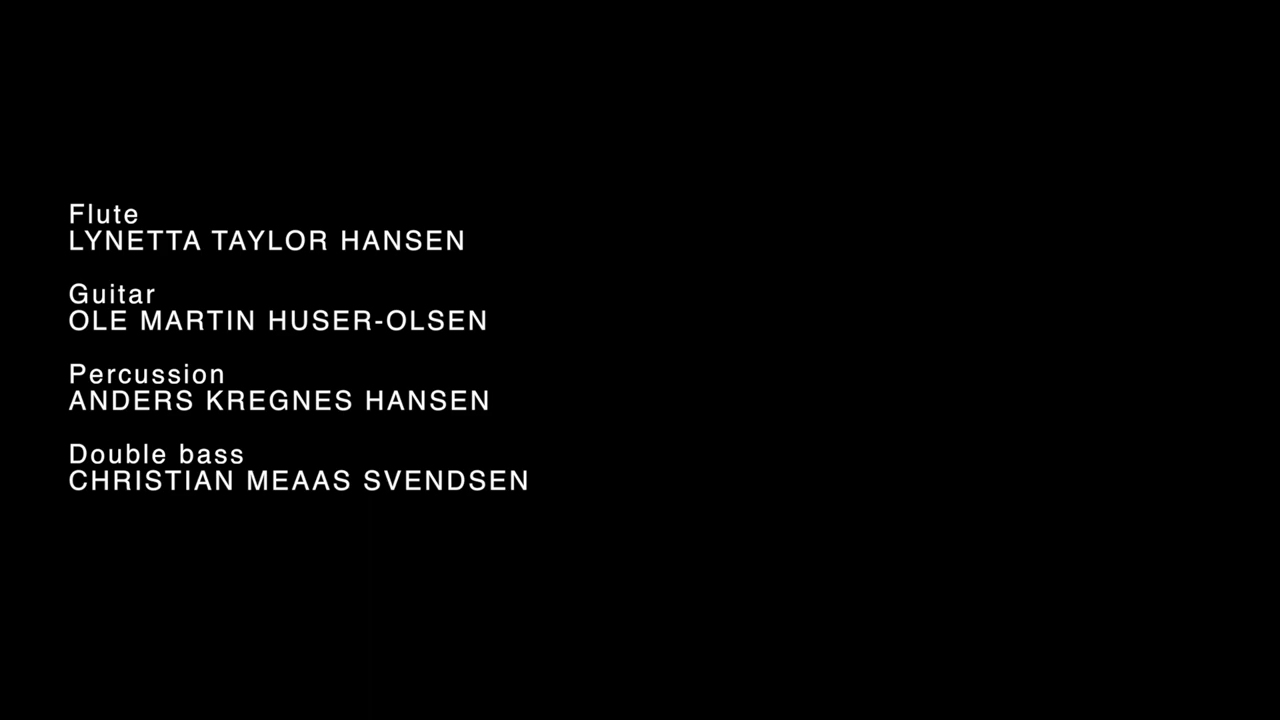 Flute
LYNETTA TAYLOR HANSEN
Guitar
OLE MARTIN HUSER-OLSEN
Percussion
ANDERS KREGNES HANSEN
Double bass
CHRISTIAN MEAAS SVENDSEN